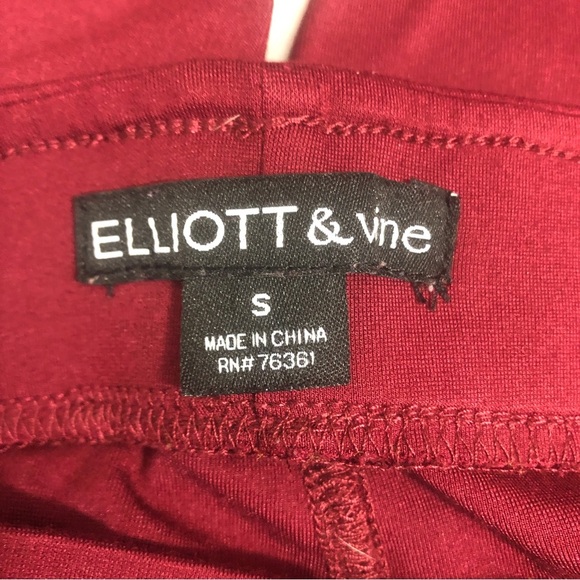 ELLIOTT & vine
S
MADE IN CHINA
RN# 76361